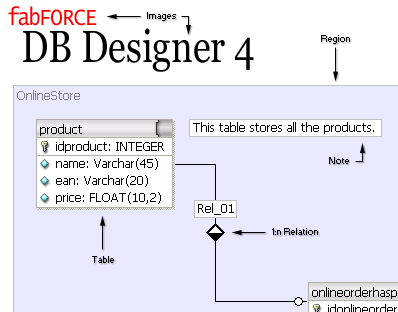 fabFORCE
Images
DB Designer 4
Region
OnlineStore
product
idproduct: INTEGER
name: Varchar(45)
ean: Varchar(20)
price: FLOAT(10,2)
This table stores all the products.
Note
Rel_01
1:n Relation
Table
onlineorderhasp
idonlineorder